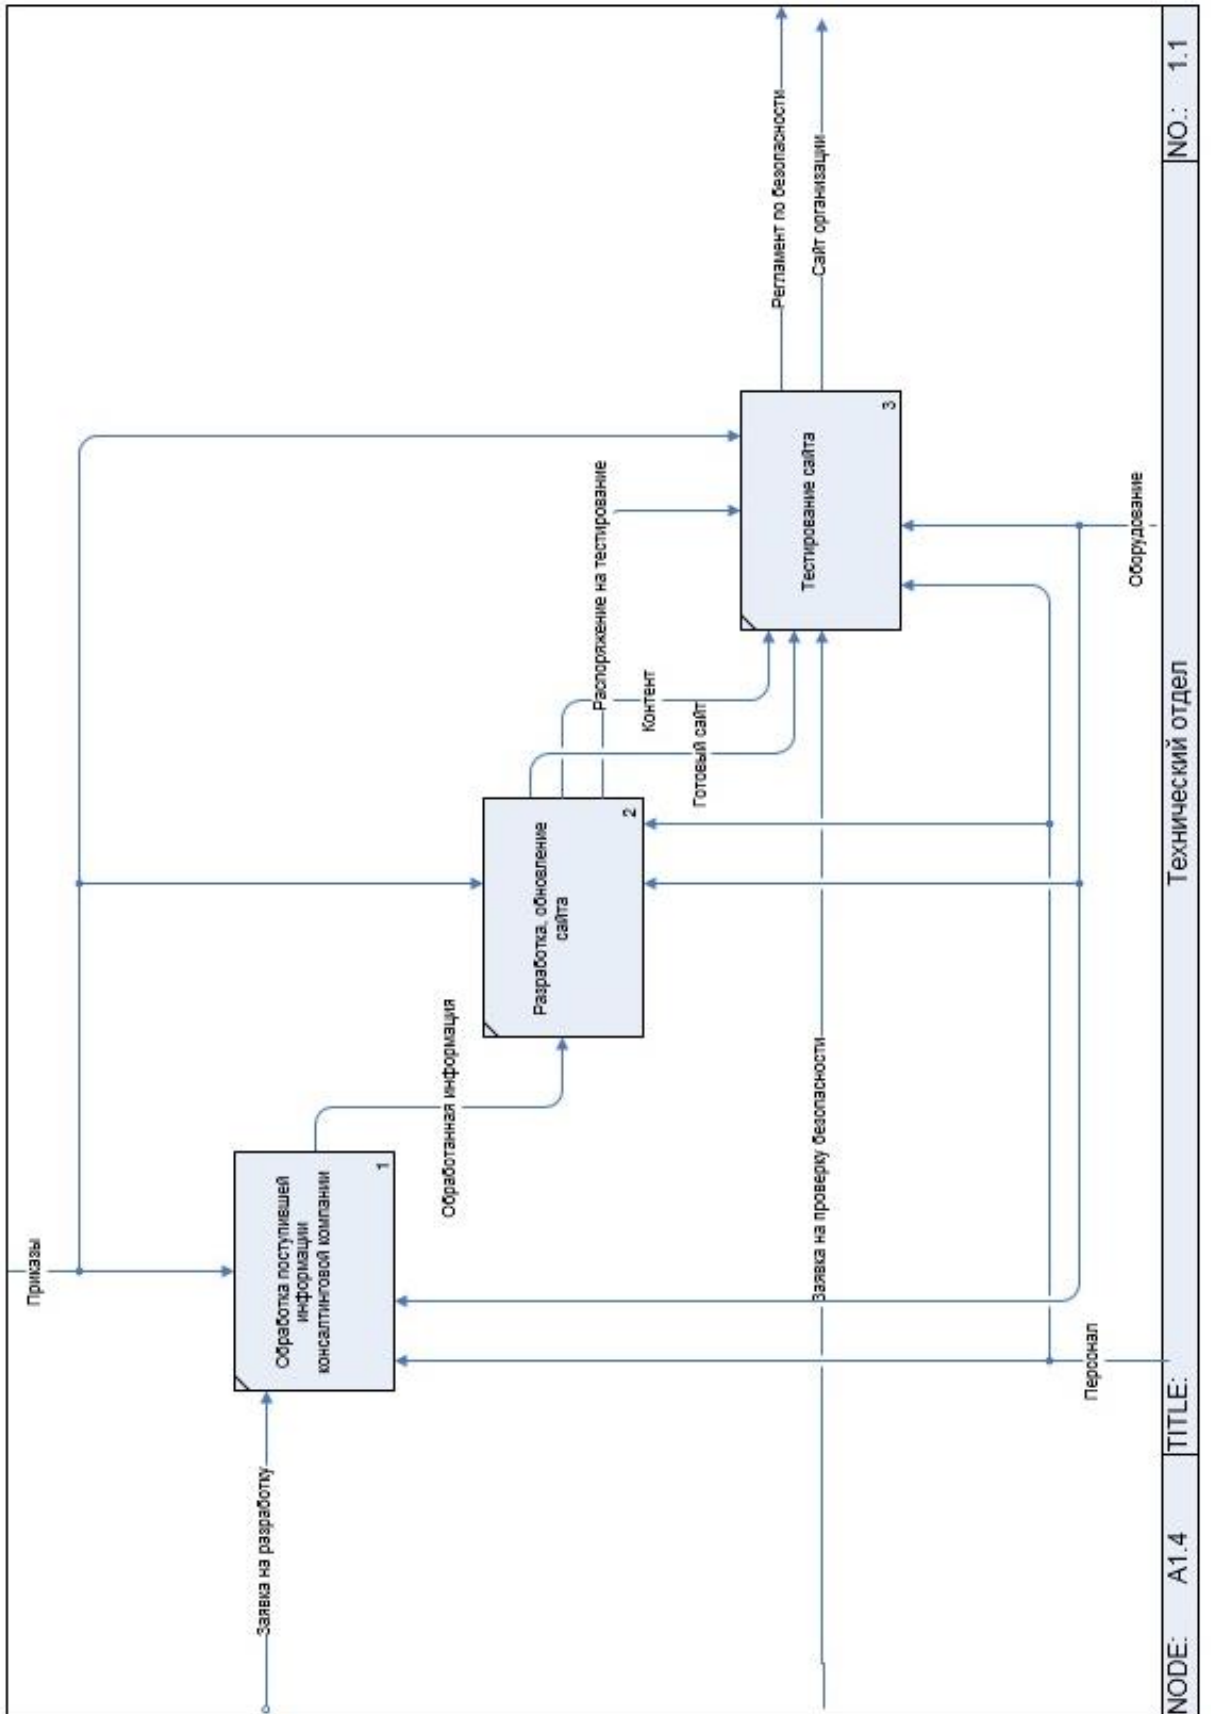 Приказы
Заявка на разработку
Обработка поступившей
информации
консалтинговой компании
1
Обработанная информация
Разработка, обновление
сайта
2
Распоряжение на тестирование
Контент
Готовый сайт
Тестирование сайта
3
Регламент по безопасности
Сайт организации
Заявка на проверку безопасности
Персонал
Оборудование
NODE: A1.4
TITLE: Технический отдел
NO.: 1.1